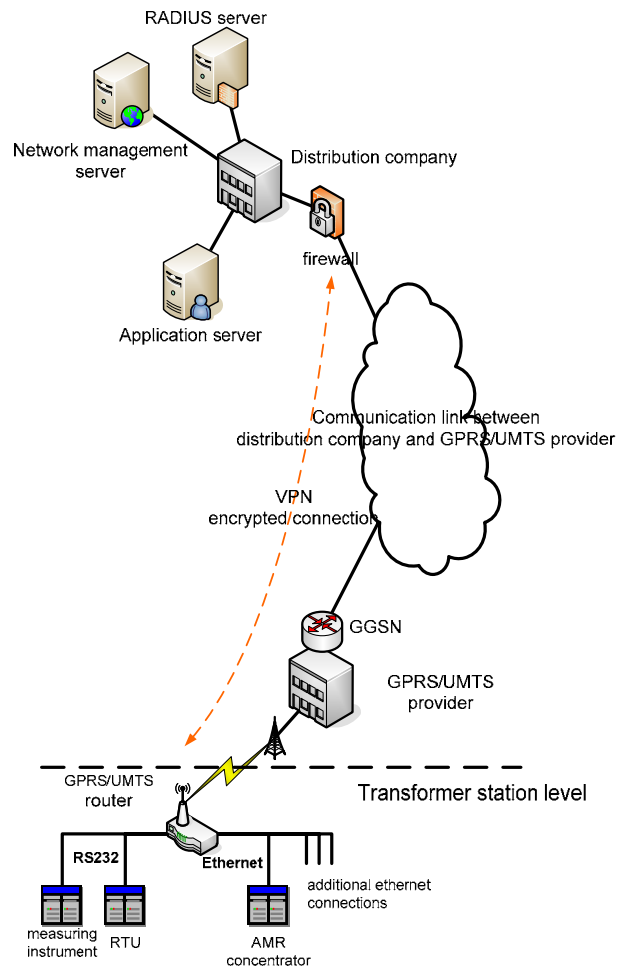 RADIUS server
Network management
server
Distribution company
firewall
Application server
Communication link between
distribution company and GPRS/UMTS provider
VPN
encrypted connection
GGSN
GPRS/UMTS
provider
GPRS/UMTS
router
Transformer station level
RS232
Ethernet
additional ethernet
connections
measuring
instrument
RTU
AMR
concentrator